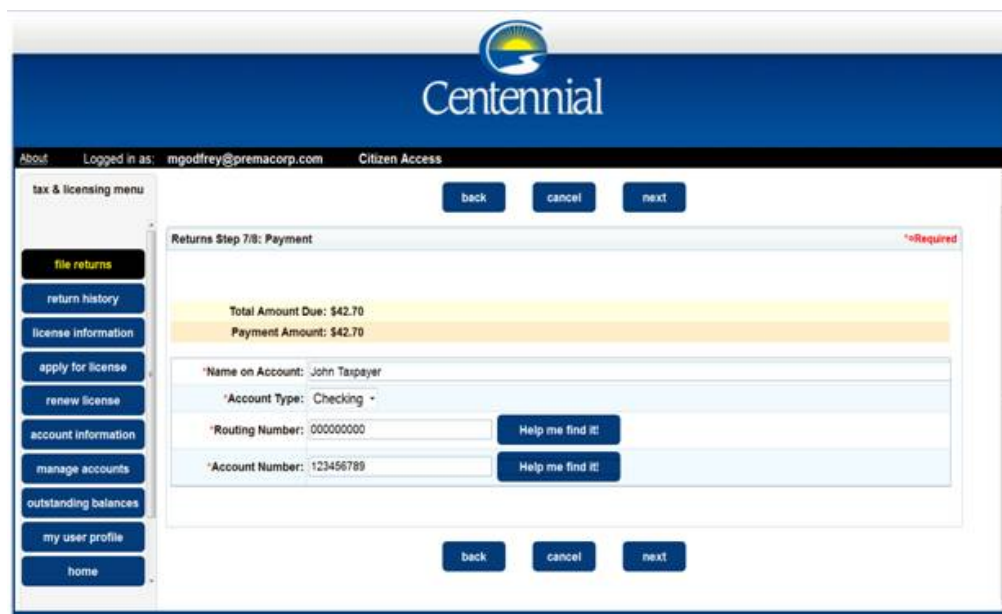 Centennial
About Logged in as: mgodfrey@premacorp.com Citizen Access
tax & licensing menu
file returns
return history
license information
apply for license
renew license
account information
manage accounts
outstanding balances
my user profile
home
back cancel next
Returns Step 7/8: Payment *=Required
Total Amount Due: $42.70
Payment Amount: $42.70
*Name on Account: John Taxpayer
*Account Type: Checking
*Routing Number: 000000000 Help me find it!
*Account Number: 123456789 Help me find it!
back cancel next